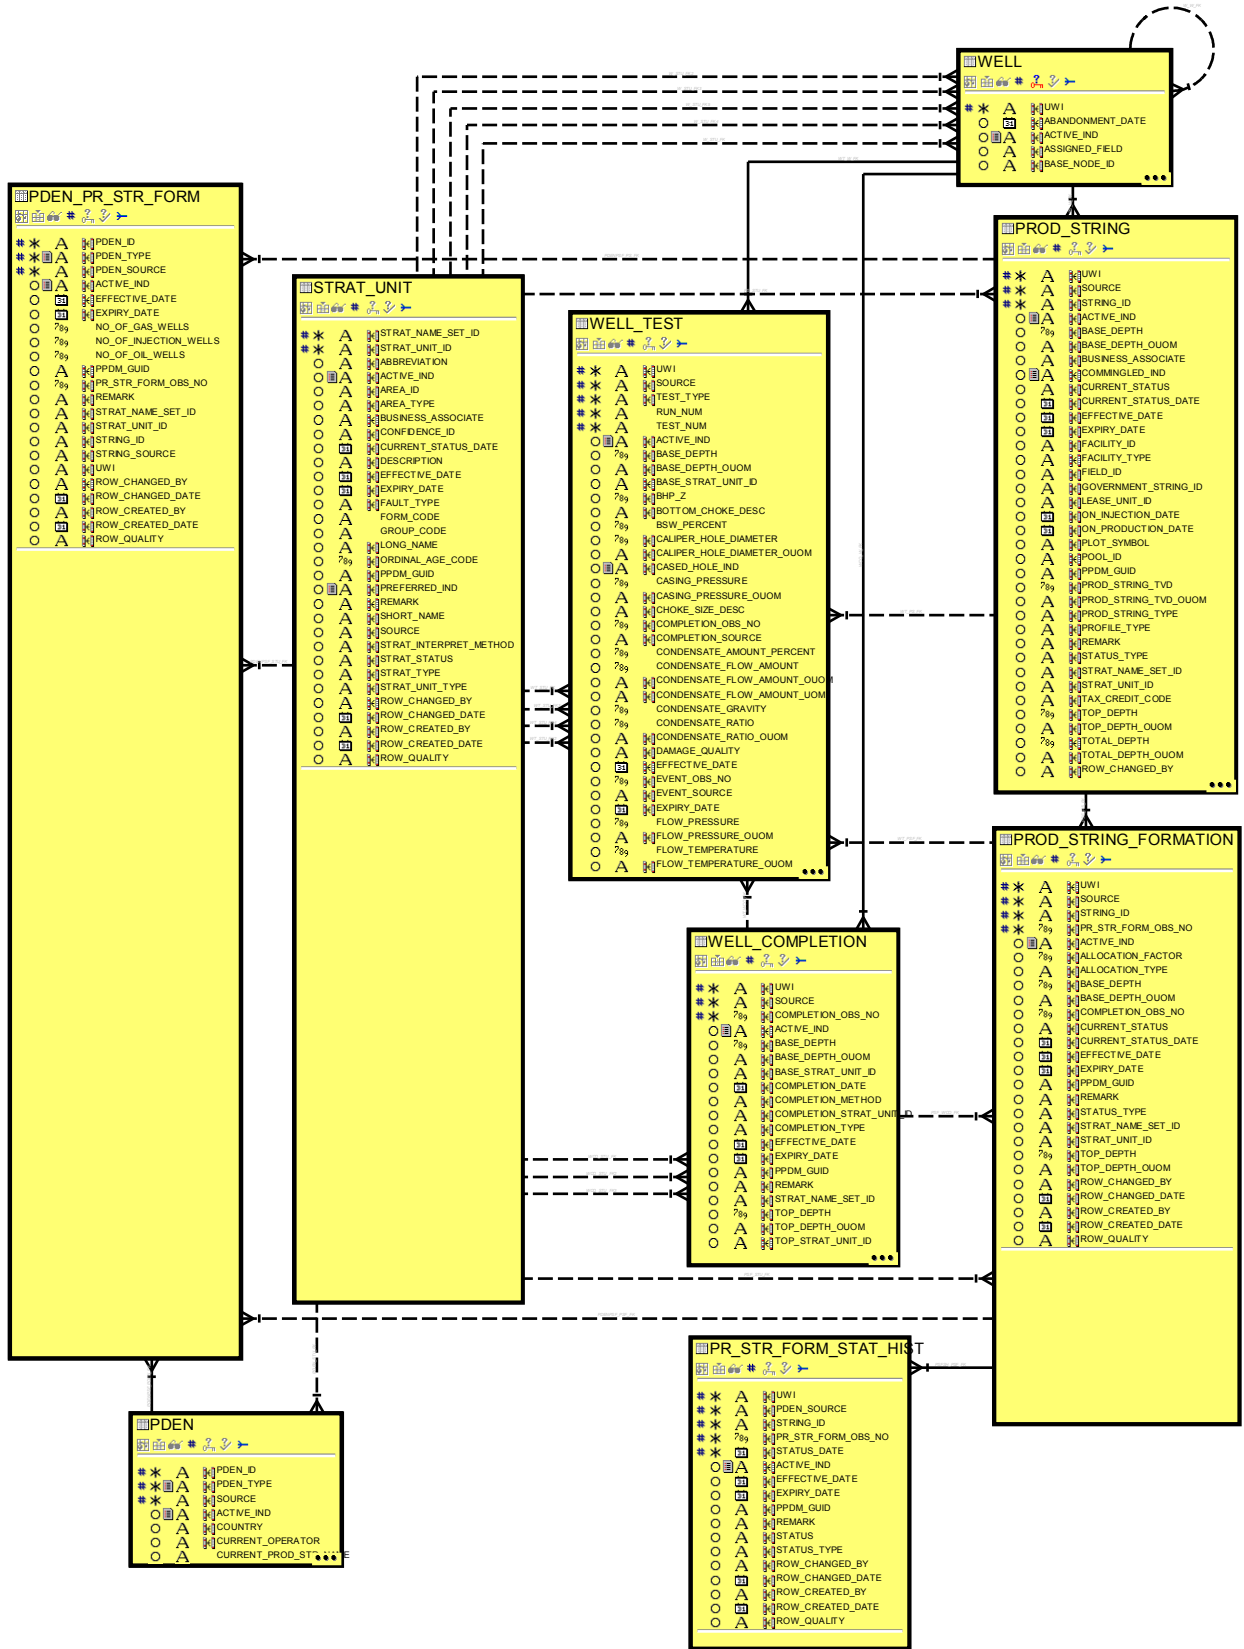 WELL
UWI
ABANDONMENT_DATE
ACTIVE_IND
ASSIGNED_FIELD
BASE_NODE_ID
PDEN_PR_STR_FORM
PDEN_ID
PDEN_TYPE
PDEN_SOURCE
ACTIVE_IND
EFFECTIVE_DATE
EXPIRY_DATE
NO_OF_GAS_WELLS
NO_OF_INJECTION_WELLS
NO_OF_OIL_WELLS
PPDM_GUID
PR_STR_FORM_OBS_NO
REMARK
STRAT_NAME_SET_ID
STRAT_UNIT_ID
STRING_ID
STRING_SOURCE
UWI
ROW_CHANGED_BY
ROW_CHANGED_DATE
ROW_CREATED_BY
ROW_CREATED_DATE
ROW_QUALITY
STRAT_UNIT
STRAT_NAME_SET_ID
STRAT_UNIT_ID
ABBREVIATION
ACTIVE_IND
AREA_ID
AREA_TYPE
BUSINESS_ASSOCIATE
CONFIDENCE_ID
CURRENT_STATUS_DATE
DESCRIPTION
EFFECTIVE_DATE
EXPIRY_DATE
FAULT_TYPE
FORM_CODE
GROUP_CODE
LONG_NAME
ORDINAL_AGE_CODE
PPDM_GUID
PREFERRED_IND
REMARK
SHORT_NAME
SOURCE
STRAT_INTERPRET_METHOD
STRAT_STATUS
STRAT_TYPE
STRAT_UNIT_TYPE
ROW_CHANGED_BY
ROW_CHANGED_DATE
ROW_CREATED_BY
ROW_CREATED_DATE
ROW_QUALITY
WELL_TEST
UWI
SOURCE
TEST_TYPE
RUN_NUM
TEST_NUM
ACTIVE_IND
BASE_DEPTH
BASE_DEPTH_OUOM
BASE_STRAT_UNIT_ID
BHP_Z
BOTTOM_CHOKE_DESC
BSW_PERCENT
CALIPER_HOLE_DIAMETER
CALIPER_HOLE_DIAMETER_OUOM
CASED_HOLE_IND
CASING_PRESSURE
CASING_PRESSURE_OUOM
CHOKE_SIZE_DESC
COMPLETION_OBS_NO
COMPLETION_SOURCE
CONDENSATE_AMOUNT_PERCENT
CONDENSATE_FLOW_AMOUNT
CONDENSATE_FLOW_AMOUNT_OUOM
CONDENSATE_FLOW_AMOUNT_UOM
CONDENSATE_GRAVITY
CONDENSATE_RATIO
CONDENSATE_RATIO_OUOM
DAMAGE_QUALITY
EFFECTIVE_DATE
EVENT_OBS_NO
EVENT_SOURCE
EXPIRY_DATE
FLOW_PRESSURE
FLOW_PRESSURE_OUOM
FLOW_TEMPERATURE
FLOW_TEMPERATURE_OUOM
PROD_STRING
UWI
SOURCE
STRING_ID
ACTIVE_IND
BASE_DEPTH
BASE_DEPTH_OUOM
BUSINESS_ASSOCIATE
COMMINGLED_IND
CURRENT_STATUS
CURRENT_STATUS_DATE
EFFECTIVE_DATE
EXPIRY_DATE
FACILITY_ID
FACILITY_TYPE
FIELD_ID
GOVERNMENT_STRING_ID
LEASE_UNIT_ID
ON_INJECTION_DATE
ON_PRODUCTION_DATE
PLOT_SYMBOL
POOL_ID
PPDM_GUID
PROD_STRING_TVD
PROD_STRING_TVD_OUOM
PROD_STRING_TYPE
PROFILE_TYPE
REMARK
STATUS_TYPE
STRAT_NAME_SET_ID
STRAT_UNIT_ID
TAX_CREDIT_CODE
TOP_DEPTH
TOP_DEPTH_OUOM
TOTAL_DEPTH
TOTAL_DEPTH_OUOM
ROW_CHANGED_BY
PROD_STRING_FORMATION
UWI
SOURCE
STRING_ID
PR_STR_FORM_OBS_NO
ACTIVE_IND
ALLOCATION_FACTOR
ALLOCATION_TYPE
BASE_DEPTH
BASE_DEPTH_OUOM
COMPLETION_OBS_NO
CURRENT_STATUS
CURRENT_STATUS_DATE
EFFECTIVE_DATE
EXPIRY_DATE
PPDM_GUID
REMARK
STATUS_TYPE
STRAT_NAME_SET_ID
STRAT_UNIT_ID
TOP_DEPTH
TOP_DEPTH_OUOM
ROW_CHANGED_BY
ROW_CHANGED_DATE
ROW_CREATED_BY
ROW_CREATED_DATE
ROW_QUALITY
WELL_COMPLETION
UWI
SOURCE
COMPLETION_OBS_NO
ACTIVE_IND
BASE_DEPTH
BASE_DEPTH_OUOM
BASE_STRAT_UNIT_ID
COMPLETION_DATE
COMPLETION_METHOD
COMPLETION_STRAT_UNIT_ID
COMPLETION_TYPE
EFFECTIVE_DATE
EXPIRY_DATE
PPDM_GUID
REMARK
STRAT_NAME_SET_ID
TOP_DEPTH
TOP_DEPTH_OUOM
TOP_STRAT_UNIT_ID
PR_STR_FORM_STAT_HIST
UWI
PDEN_SOURCE
STRING_ID
PR_STR_FORM_OBS_NO
STATUS_DATE
ACTIVE_IND
EFFECTIVE_DATE
EXPIRY_DATE
PPDM_GUID
REMARK
STATUS
STATUS_TYPE
ROW_CHANGED_BY
ROW_CHANGED_DATE
ROW_CREATED_BY
ROW_CREATED_DATE
ROW_QUALITY
PDEN
PDEN_ID
PDEN_TYPE
SOURCE
ACTIVE_IND
COUNTRY
CURRENT_OPERATOR